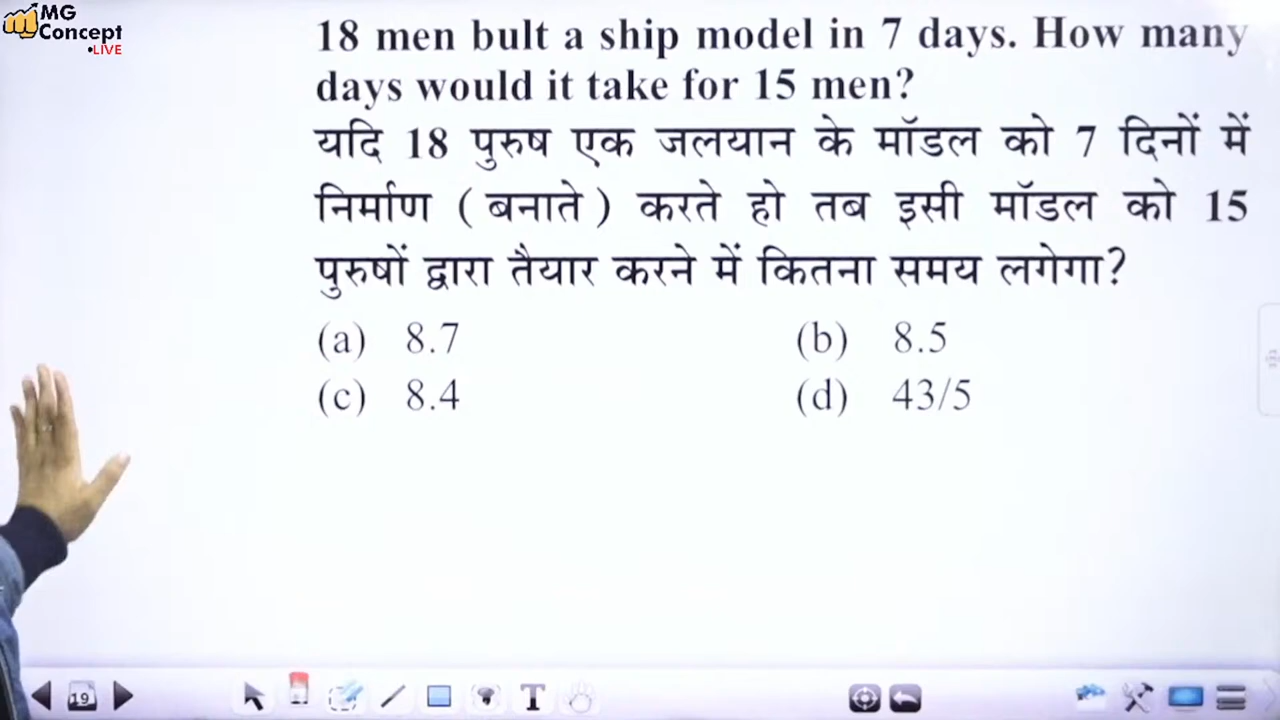 MG
Concept
•LIVE
18 men bult a ship model in 7 days. How many
days would it take for 15 men?
यदि 18 पुरुष एक जलयान के मॉडल को 7 दिनों में
निर्माण ( बनाते ) करते हो तब इसी मॉडल को 15
पुरुषों द्वारा तैयार करने में कितना समय लगेगा?
(a) 8.7 (b) 8.5
(c) 8.4 (d) 43/5
19 T